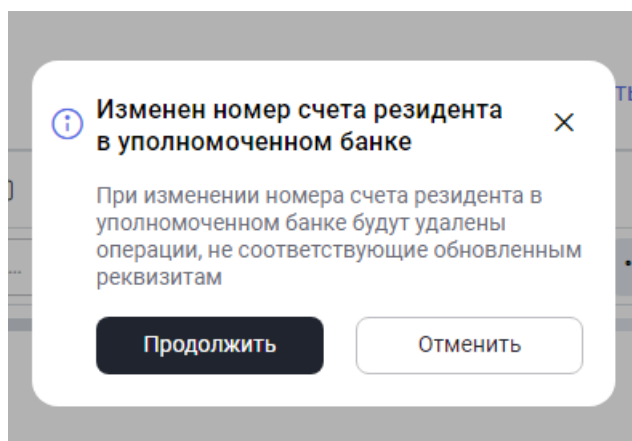 Изменен номер счета резидента
в уполномоченном банке
При изменении номера счета резидента в
уполномоченном банке будут удалены
операции, не соответствующие обновленным
реквизитам
Продолжить
Отменить